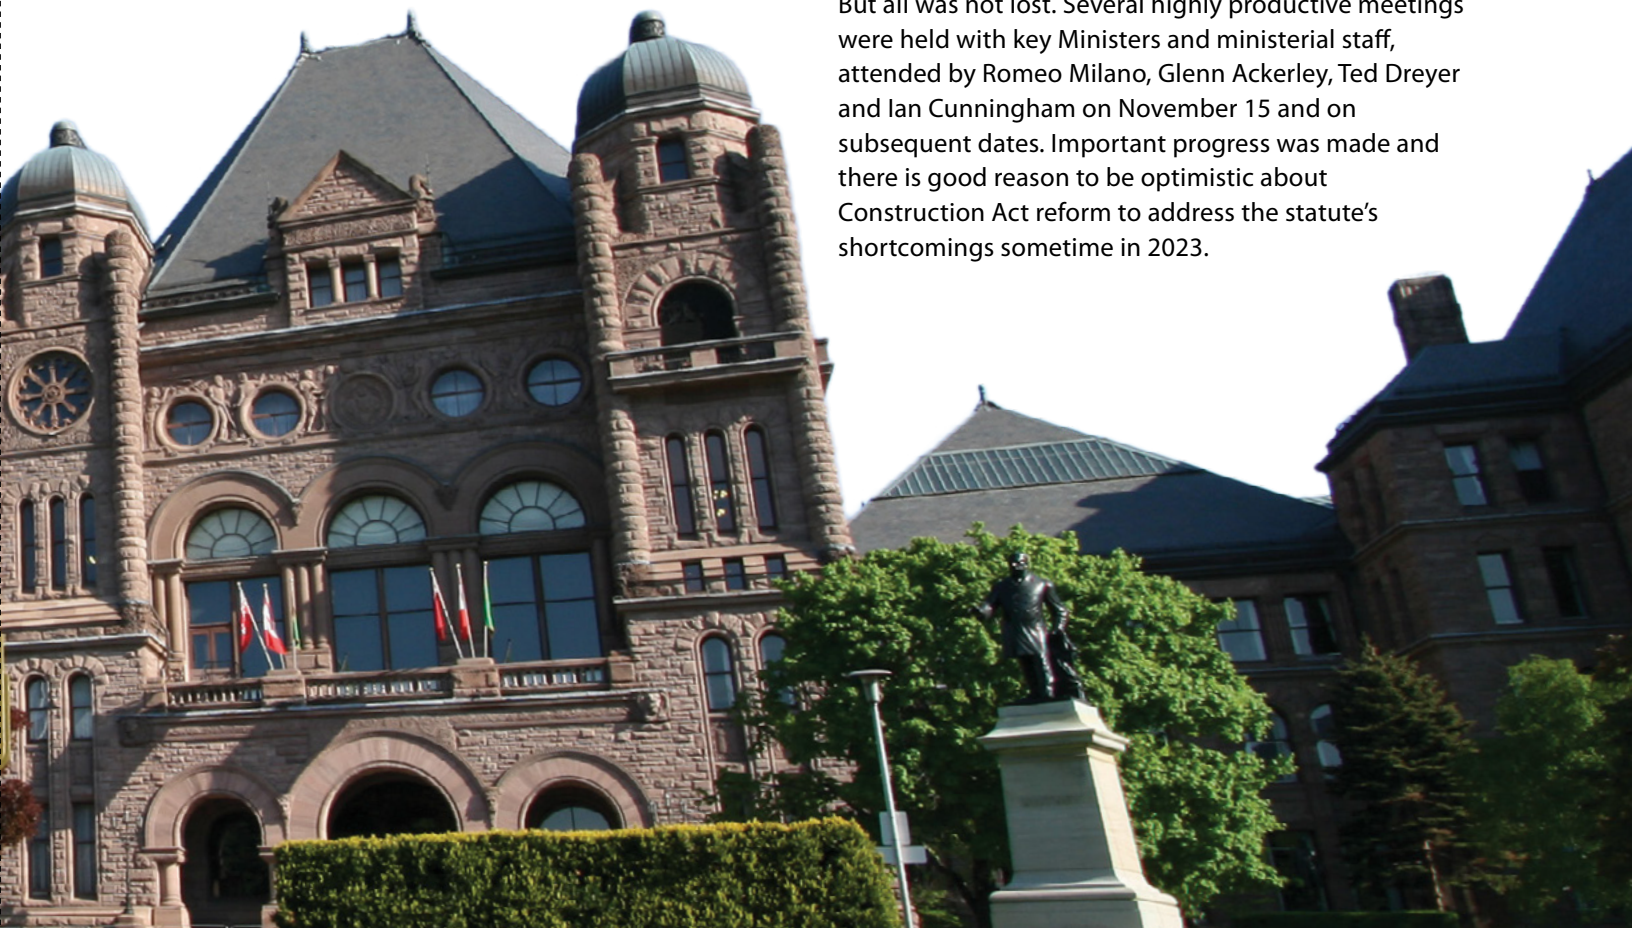 But all was not lost. Several highly productive meetings
were held with key Ministers and ministerial staff,
attended by Romeo Milano, Glenn Ackerley, Ted Dreyer
and Ian Cunningham on November 15 and on
subsequent dates. Important progress was made and
there is good reason to be optimistic about
Construction Act reform to address the statute’s
shortcomings sometime in 2023.